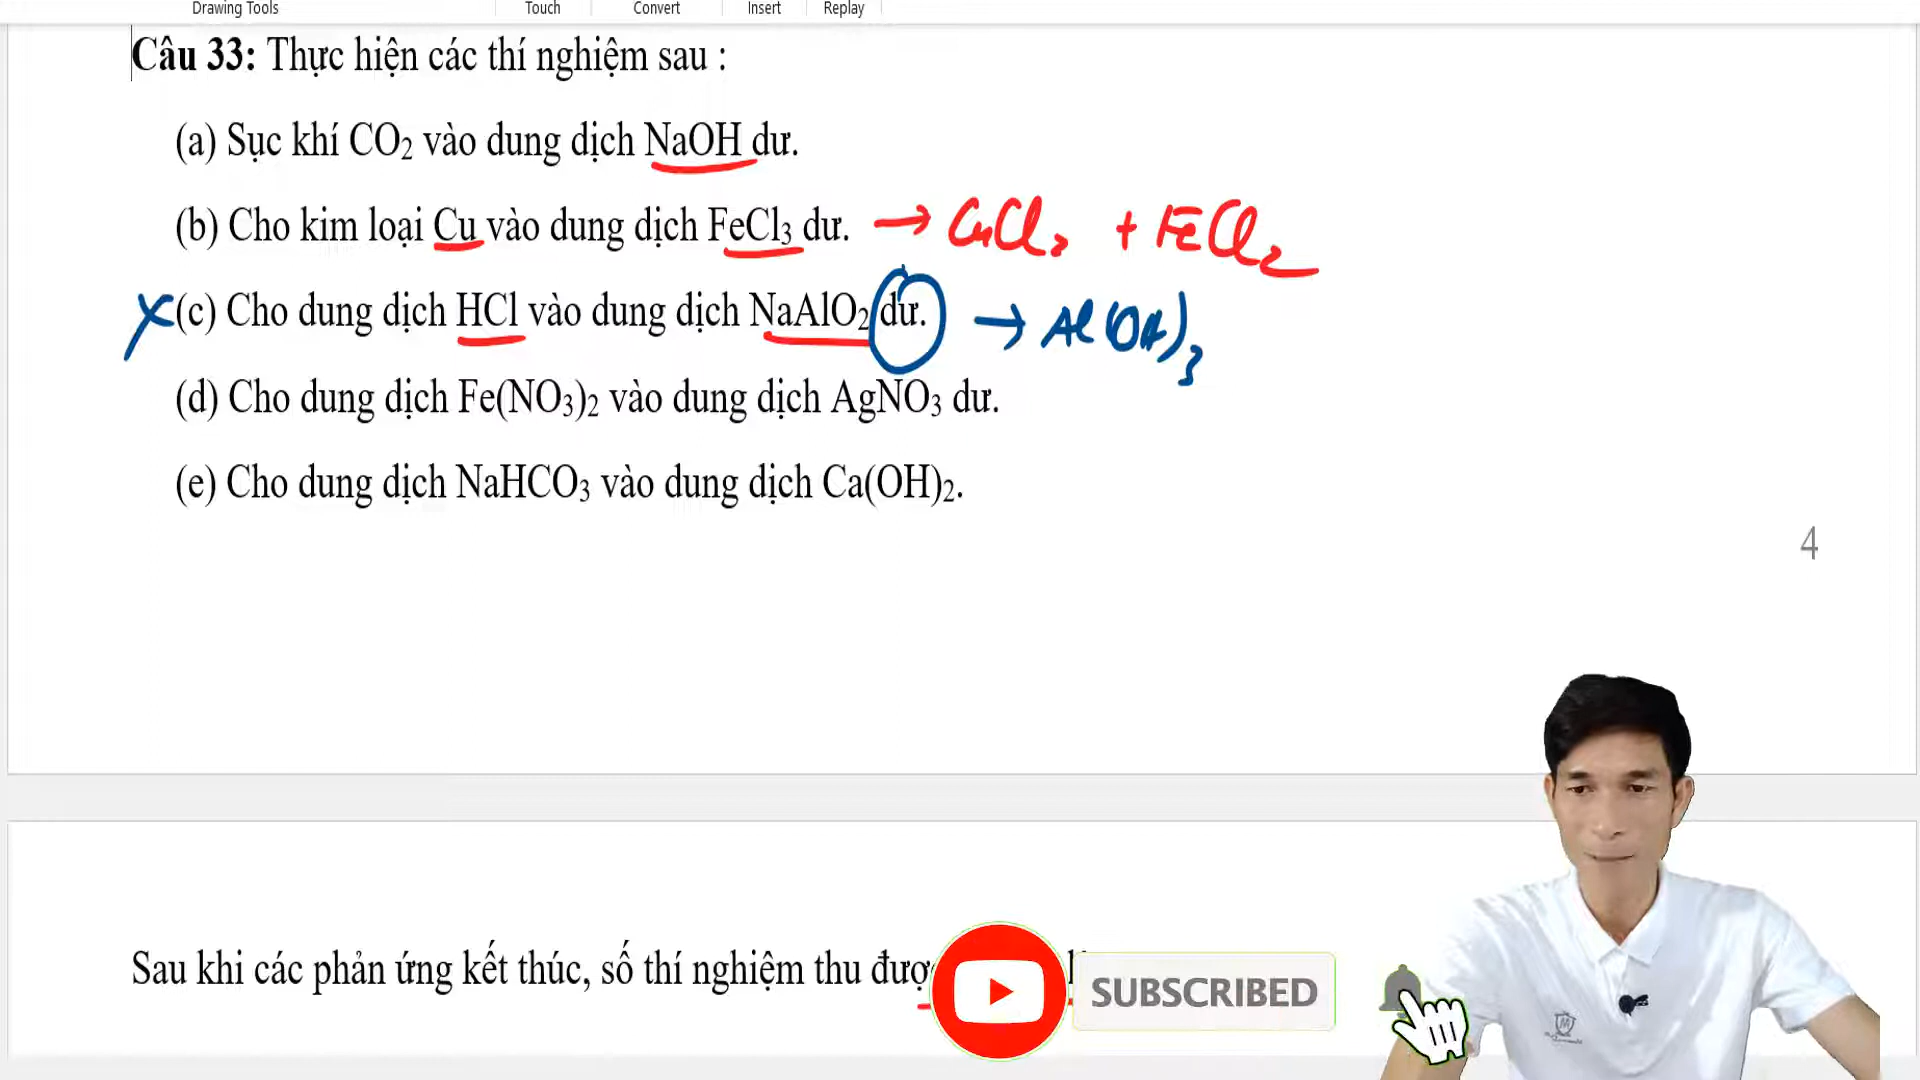 Drawing Tools Touch Convert Insert Replay
Câu 33: Thực hiện các thí nghiệm sau :
(a) Sục khí CO₂ vào dung dịch NaOH dư.
(b) Cho kim loại Cu vào dung dịch FeCl₃ dư. → CuCl₂ + FeCl₂
x (c) Cho dung dịch HCl vào dung dịch NaAlO₂ dư. → Al(OH)₃
(d) Cho dung dịch Fe(NO₃)₂ vào dung dịch AgNO₃ dư.
(e) Cho dung dịch NaHCO₃ vào dung dịch Ca(OH)₂.
4
Sau khi các phản ứng kết thúc, số thí nghiệm thu
SUBSCRIBED